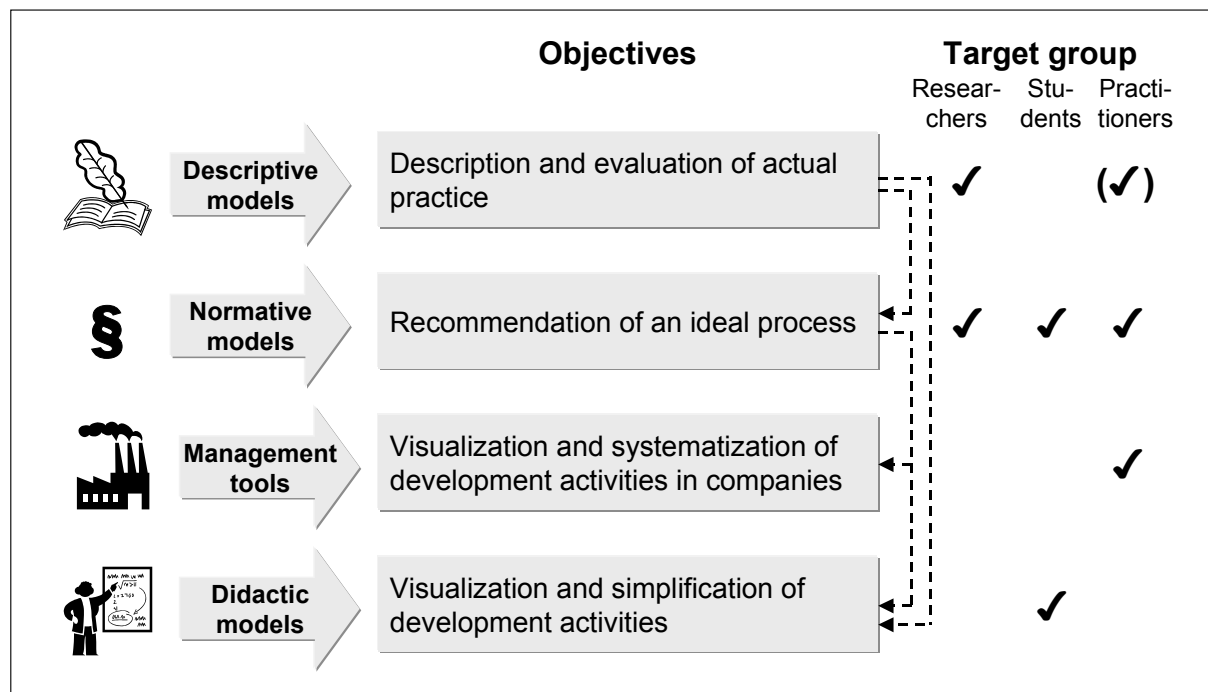 Objectives
Target group
Resear-
chers
Stu-
dents
Practi-
tioners
Descriptive
models
Description and evaluation of actual
practice
✓
(✓)
§
Normative
models
Recommendation of an ideal process
✓
✓
✓
Management
tools
Visualization and systematization of
development activities in companies
✓
Didactic
models
Visualization and simplification of
development activities
✓